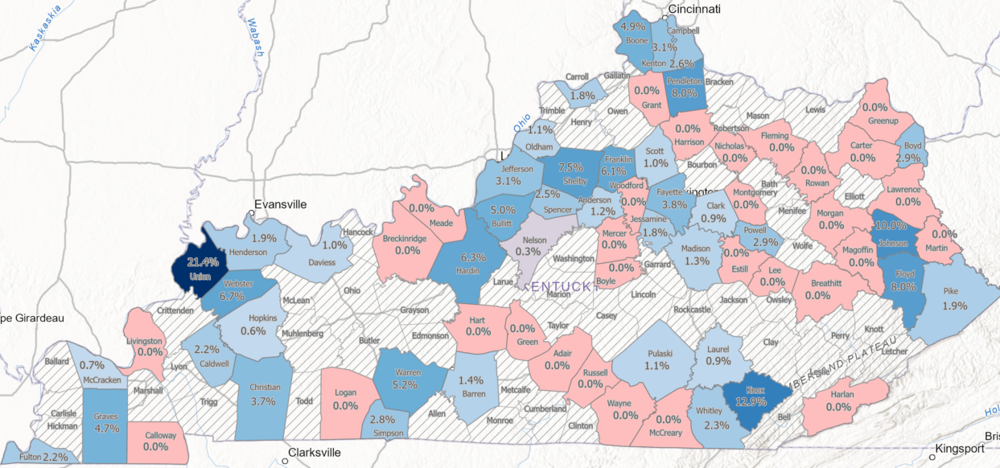 Kaskaskia
Wabash
Cincinnati
4.9%
Boone
Campbell
3.1%
Kenton
2.6%
Carroll
1.8%
Gallatin
0.0%
Grant
Pendleton
8.0%
Bracken
Trimble
Henry
Owen
Mason
Lewis
0.0%
Greenup
Ohio
1.1%
Oldham
0.0%
Harrison
Robertson
Nicholas
0.0%
Fleming
0.0%
Carter
0.0%
Boyd
2.9%
L
Jefferson
3.1%
7.5%
Shelby
Franklin
6.1%
Scott
1.0%
Bourbon
0.0%
Rowan
Bath
Woodford
0.0%
Fayette
3.8%
kington
Montgomery
0.0%
Elliott
Lawrence
0.0%
Evansville
0.0%
Meade
5.0%
Bullitt
2.5%
Spencer
Anderson
1.2%
Jessamine
1.8%
Clark
0.9%
Menifee
Morgan
0.0%
10.0%
Johnson
0.0%
Martin
21.4%
Union
1.9%
Henderson
1.0%
Daviess
Hancock
Breckinridge
0.0%
6.3%
Hardin
Nelson
0.3%
Washington
Mercer
0.0%
Madison
1.3%
Powell
2.9%
Wolfe
Magoffin
0.0%
Garrard
0.0%
Estill
Lee
0.0%
Breathitt
0.0%
Floyd
8.0%
Pike
1.9%
Webster
6.7%
McLean
Ohio
Larue
ENTUCK
Marion
0.0%
Boyle
Lincoln
Jackson
Owsley
Crittenden
Hopkins
0.6%
Muhlenberg
Grayson
Casey
Rockcastle
Perry
Knott
pe Girardeau
Livingston
0.0%
Butler
Edmonson
Hart
0.0%
0.0%
Green
Taylor
Clay
Letcher
Leslie
MBERLAND PLATEAU
Ballard
0.7%
McCracken
Lyon
2.2%
Caldwell
Adair
0.0%
Pulaski
1.1%
Laurel
0.9%
Marshall
Trigg
Christian
3.7%
Todd
Logan
0.0%
Warren
5.2%
1.4%
Barren
Metcalfe
Russell
0.0%
Knox
12.9%
Harlan
0.0%
Carlisle
Hickman
Graves
4.7%
2.8%
Simpson
Allen
Monroe
Cumberland
Clinton
Wayne
0.0%
0.0%
McCreary
Whitley
2.3%
Bell
Hol
Calloway
0.0%
Fulton 2.2%
Clarksville
Bris
Kingsport